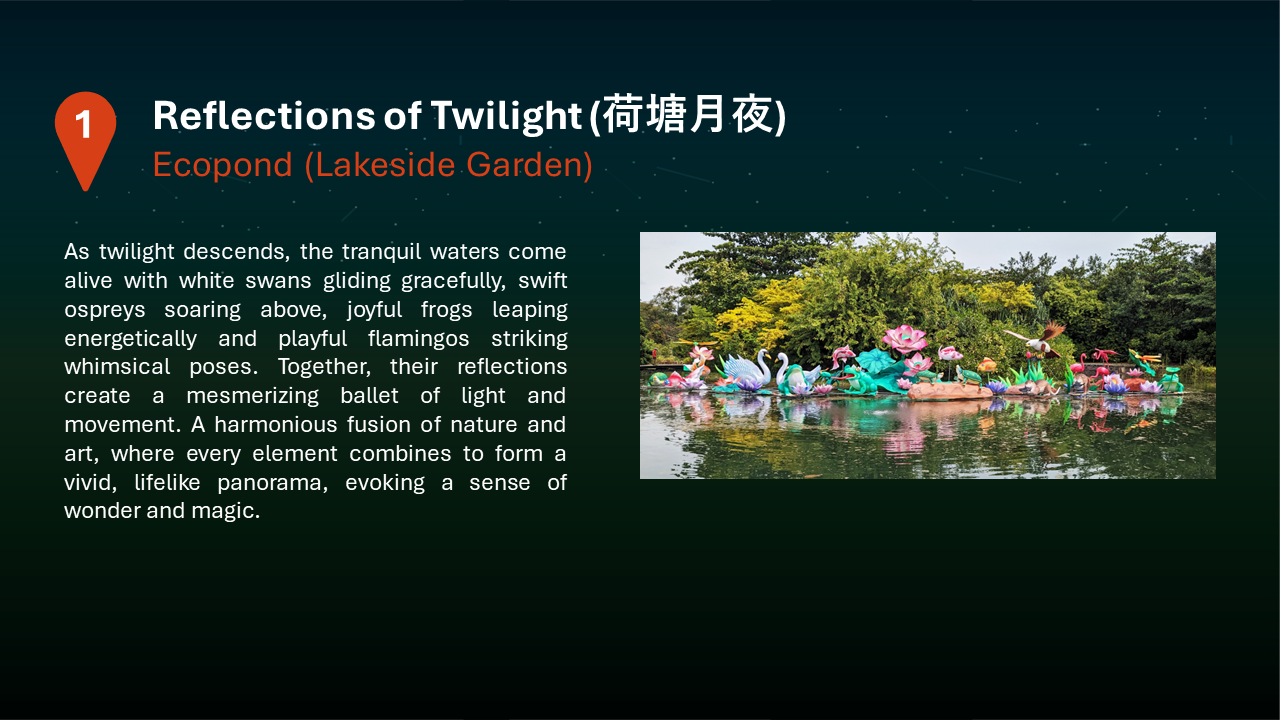 1
Reflections of Twilight (荷塘月夜)
Ecopond (Lakeside Garden)
As twilight descends, the tranquil waters come
alive with white swans gliding gracefully, swift
ospreys soaring above, joyful frogs leaping
energetically and playful flamingos striking
whimsical poses. Together, their reflections
create a mesmerizing ballet of light and
movement. A harmonious fusion of nature and
art, where every element combines to form a
vivid, lifelike panorama, evoking a sense of
wonder and magic.